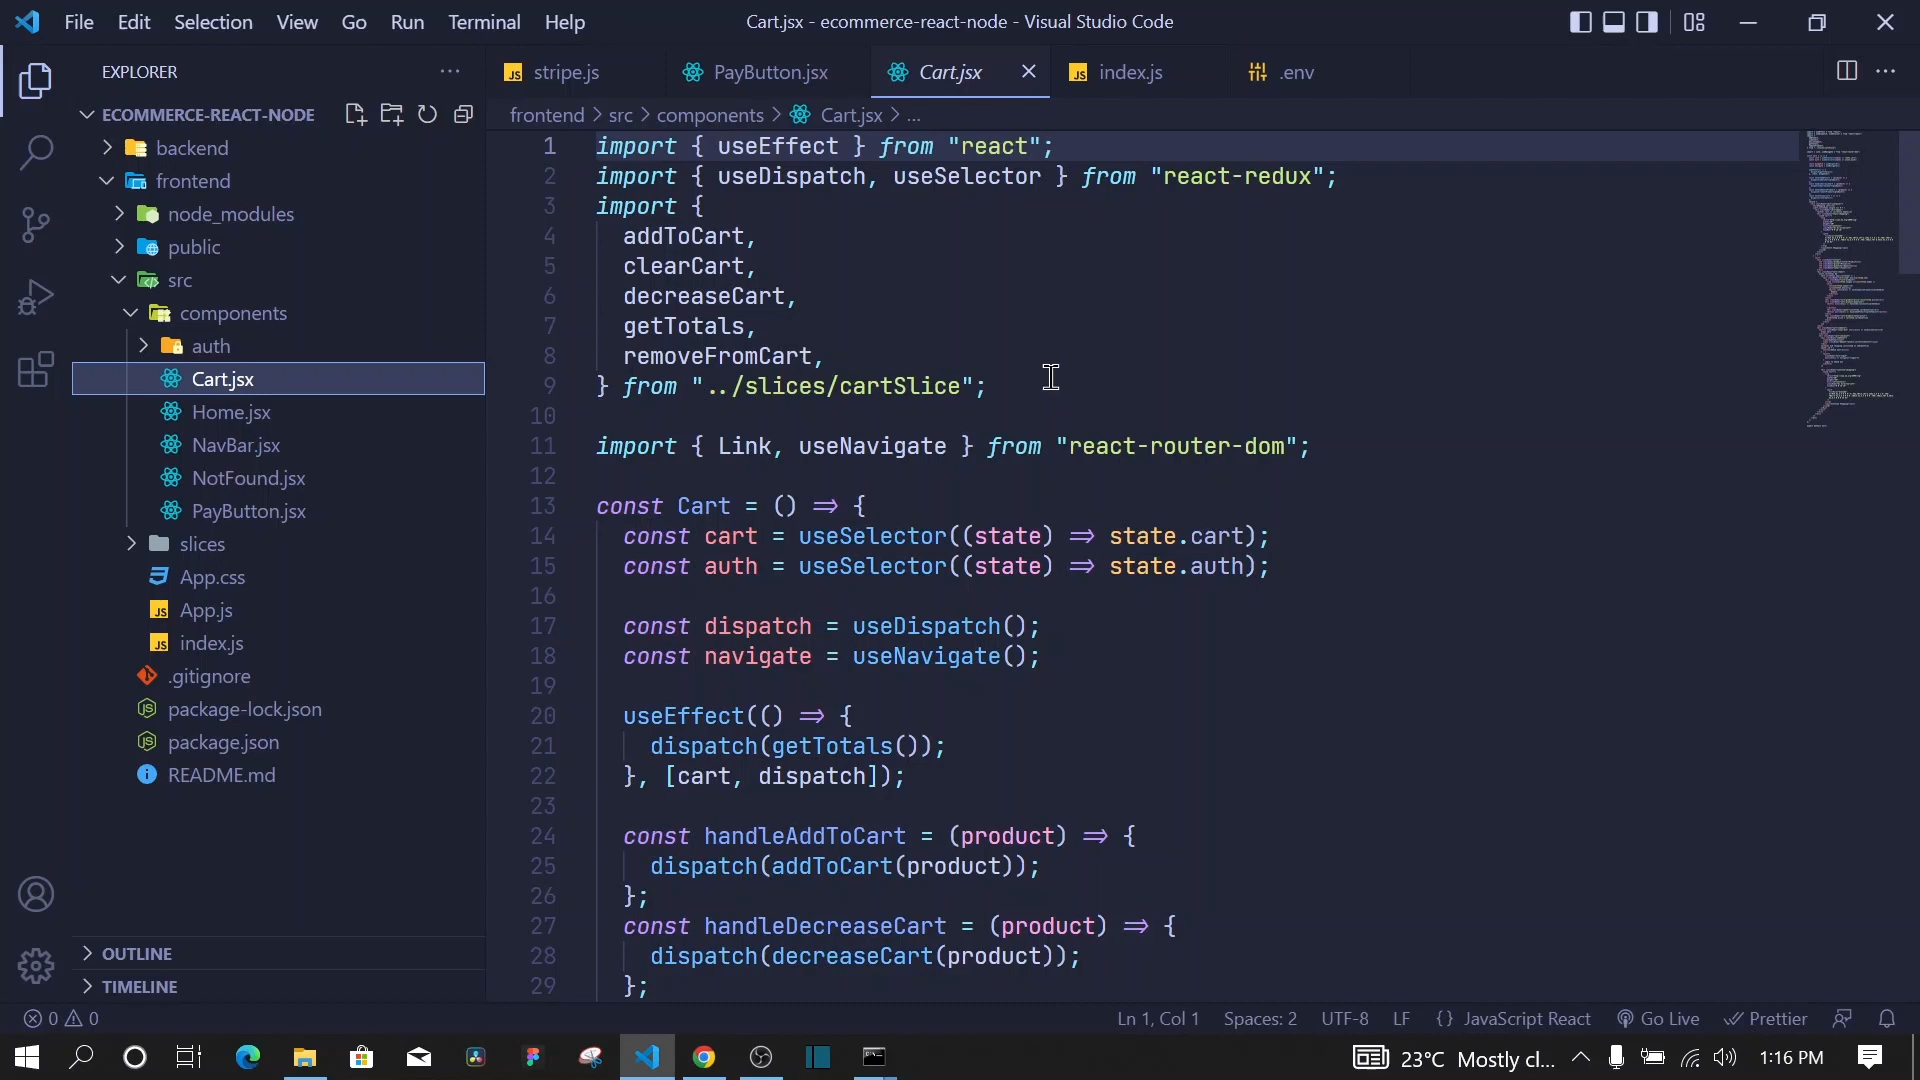 File Edit Selection View Go Run Terminal Help
Cart.jsx - ecommerce-react-node - Visual Studio Code
EXPLORER
ECOMMERCE-REACT-NODE
backend
frontend
node_modules
public
src
components
auth
Cart.jsx
Home.jsx
NavBar.jsx
NotFound.jsx
PayButton.jsx
slices
App.css
JS App.js
JS index.js
.gitignore
package-lock.json
package.json
README.md
OUTLINE
TIMELINE
JS stripe.js
PayButton.jsx
Cart.jsx
JS index.js
.env
frontend > src > components > Cart.jsx > ...
1 import { useEffect } from "react";
2 import { useDispatch, useSelector } from "react-redux";
3 import {
4 addToCart,
5 clearCart,
6 decreaseCart,
7 getTotals,
8 removeFromCart,
9 } from "../slices/cartSlice";
10
11 import { Link, useNavigate } from "react-router-dom";
12
13 const Cart = () ⇒ {
14 const cart = useSelector((state) ⇒ state.cart);
15 const auth = useSelector((state) ⇒ state.auth);
16
17 const dispatch = useDispatch();
18 const navigate = useNavigate();
19
20 useEffect(() ⇒ {
21 dispatch(getTotals());
22 }, [cart, dispatch]);
23
24 const handleAddToCart = (product) ⇒ {
25 dispatch(addToCart(product));
26 };
27 const handleDecreaseCart = (product) ⇒ {
28 dispatch(decreaseCart(product));
29 };
0 0
Ln 1, Col 1 Spaces: 2 UTF-8 LF {} JavaScript React Go Live Prettier
23°C Mostly cl... 1:16 PM